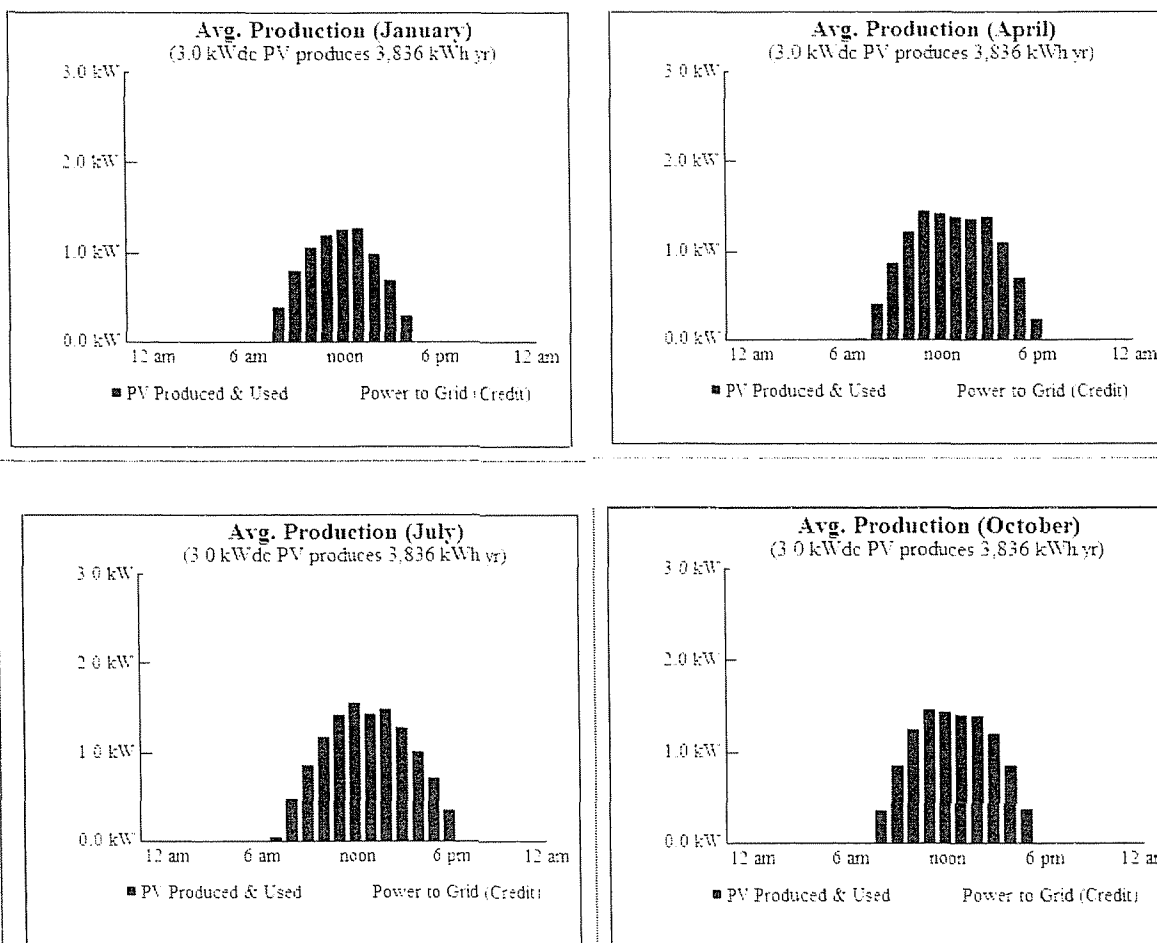 Avg. Production (January)
(3.0 kWdc PV produces 3,836 kWh yr)
3.0 kW
2.0 kW
1.0 kW
0.0 kW
12 am 6 am noon 6 pm 12 am
PV Produced & Used Power to Grid (Credit)
Avg. Production (April)
(3.0 kWdc PV produces 3,836 kWh yr)
3.0 kW
2.0 kW
1.0 kW
0.0 kW
12 am 6 am noon 6 pm 12 am
PV Produced & Used Power to Grid (Credit)
Avg. Production (July)
(3.0 kWdc PV produces 3,836 kWh yr)
3.0 kW
2.0 kW
1.0 kW
0.0 kW
12 am 6 am noon 6 pm 12 am
PV Produced & Used Power to Grid (Credit)
Avg. Production (October)
(3.0 kWdc PV produces 3,836 kWh yr)
3.0 kW
2.0 kW
1.0 kW
0.0 kW
12 am 6 am noon 6 pm 12 a
PV Produced & Used Power to Grid (Credit)